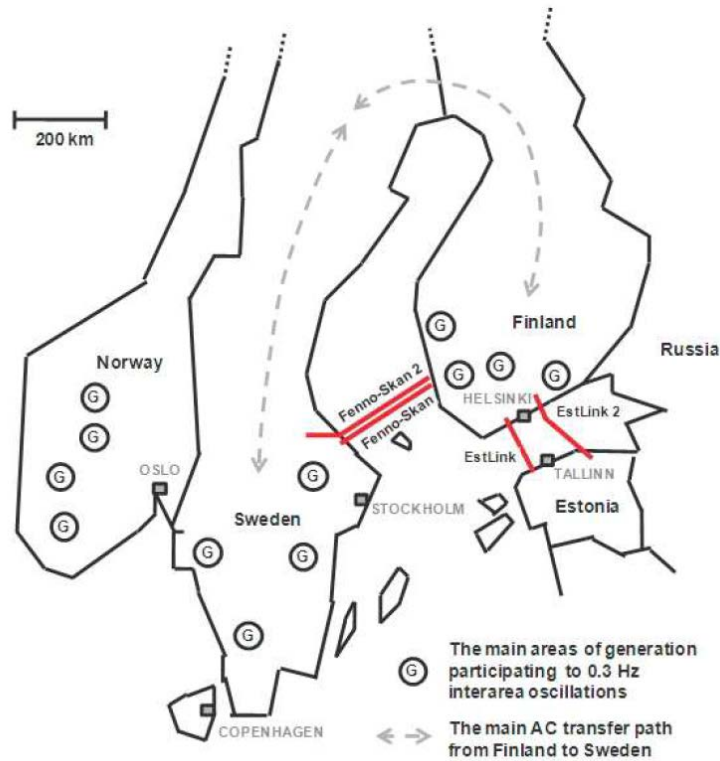 200 km
Norway
Finland
Russia
G
G
G
G
G
G
Fenno-Skan 2
Fenno-Skan
HELSINKI
EstLink 2
EstLink
TALLINN
Estonia
G
G
OSLO
G
STOCKHOLM
Sweden
G
G
G
COPENHAGEN
G
The main areas of generation
participating to 0.3 Hz
interarea oscillations
The main AC transfer path
from Finland to Sweden